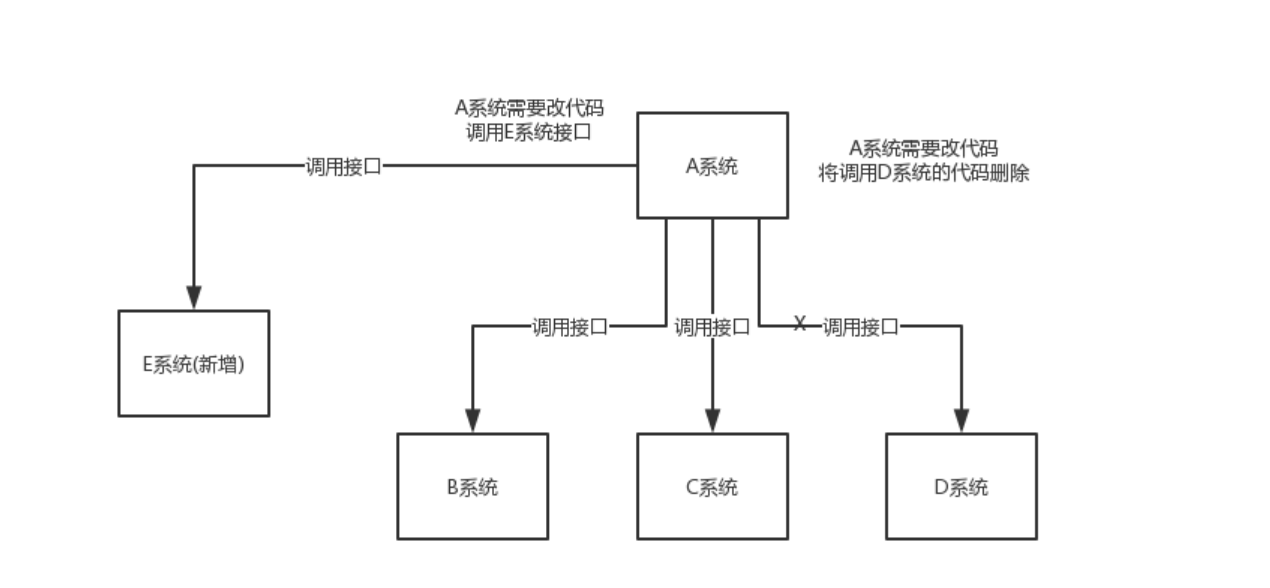 A系统需要改代码
调用E系统接口
A系统
A系统需要改代码
将调用D系统的代码删除
调用接口
调用接口
调用接口
X
调用接口
E系统(新增)
B系统
C系统
D系统